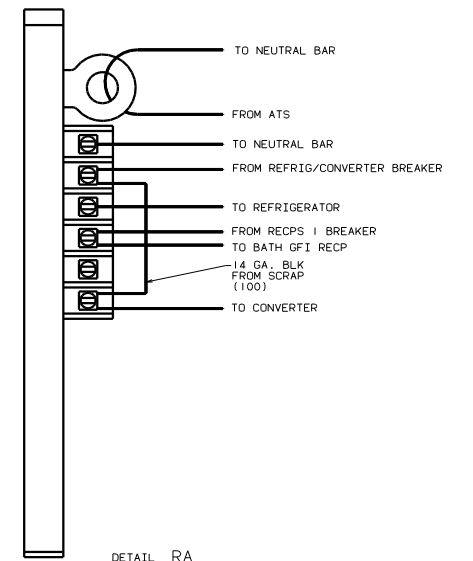 TO NEUTRAL BAR
FROM ATS
TO NEUTRAL BAR
FROM REFRIG/CONVERTER BREAKER
TO REFRIGERATOR
FROM RECPS I BREAKER
TO BATH GFI RECP
14 GA. BLK
FROM SCRAP
(100)
TO CONVERTER
DETAIL RA